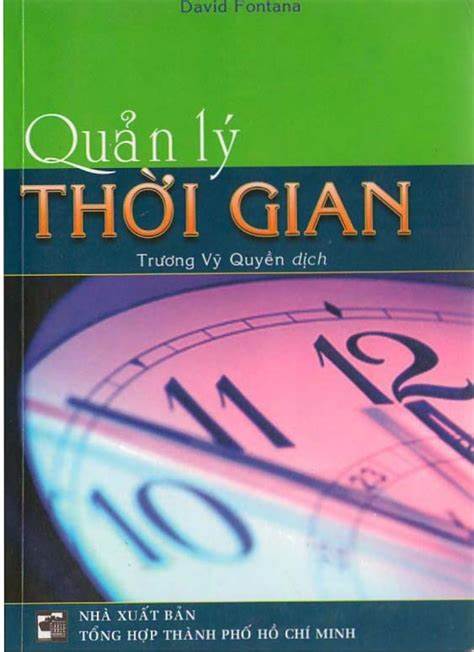 David Fontana
Quản lý
THỜI GIAN
Trương Vỹ Quyền dịch
12
11
10
23
NHÀ XUẤT BẢN
TỔNG HỢP THÀNH PHỐ HỒ CHÍ MINH